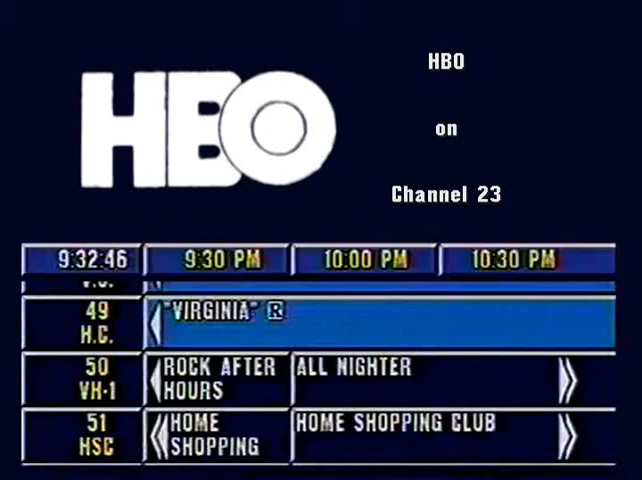 HBO
HBO
on
Channel 23
9:32:46 9:30 PM 10:00 PM 10:30 PM
49 "VIRGINIA" R
H.C.
50 ROCK AFTER ALL NIGHTER
VH-1 HOURS
51 HOME HOME SHOPPING CLUB
HSC SHOPPING